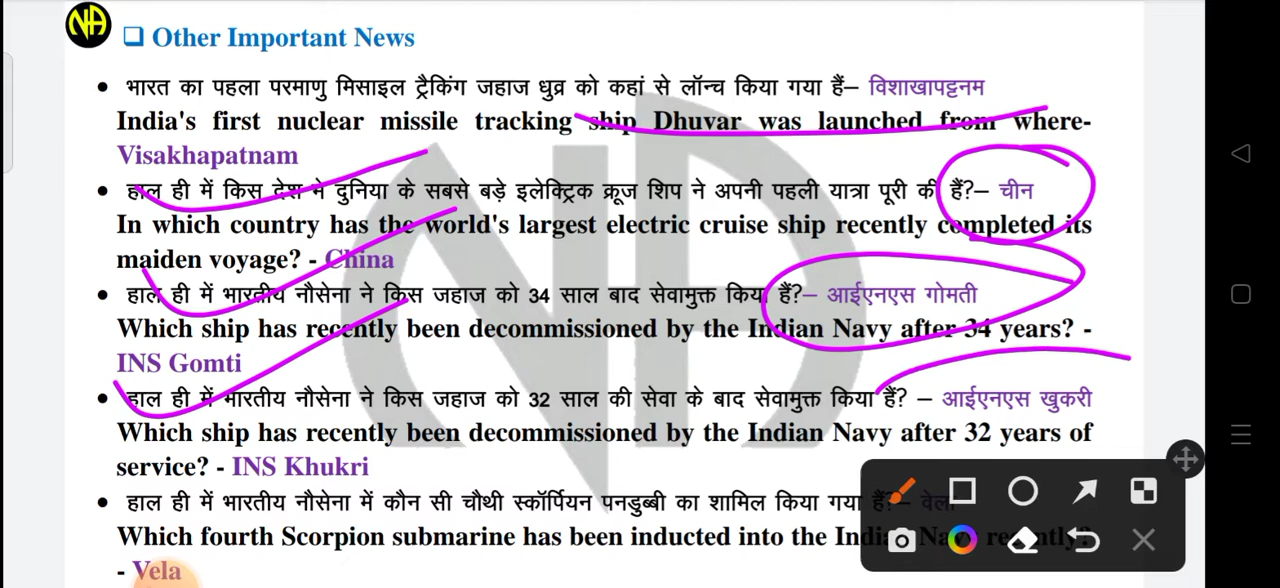 NA
❑ Other Important News
• भारत का पहला परमाणु मिसाइल ट्रैकिंग जहाज धुव्र को कहां से लॉन्च किया गया हैं– विशाखापट्टनम
India's first nuclear missile tracking ship Dhuvar was launched from where-
Visakhapatnam
• हाल ही में किस देश मे दुनिया के सबसे बड़े इलेक्ट्रिक क्रूज शिप ने अपनी पहली यात्रा पूरी की हैं?– चीन
In which country has the world's largest electric cruise ship recently completed its
maiden voyage? - China
• हाल ही में भारतीय नौसेना ने किस जहाज को 34 साल बाद सेवामुक्त किया हैं?– आईएनएस गोमती
Which ship has recently been decommissioned by the Indian Navy after 34 years? -
INS Gomti
• हाल ही में भारतीय नौसेना ने किस जहाज को 32 साल की सेवा के बाद सेवामुक्त किया हैं? – आईएनएस खुकरी
Which ship has recently been decommissioned by the Indian Navy after 32 years of
service? - INS Khukri
• हाल ही में भारतीय नौसेना में कौन सी चौथी स्कॉर्पियन पनडुब्बी का शामिल किया गया
Which fourth Scorpion submarine has been inducted into the
- Vela